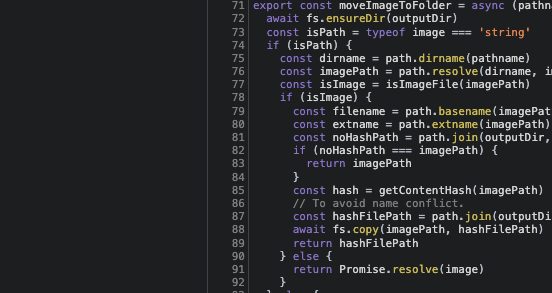 71 export const moveImageToFolder = async (pathn
72 await fs.ensureDir(outputDir)
73 const isPath = typeof image === 'string'
74 if (isPath) {
75 const dirname = path.dirname(pathname)
76 const imagePath = path.resolve(dirname, im
77 const isImage = isImageFile(imagePath)
78 if (isImage) {
79 const filename = path.basename(imagePat
80 const extname = path.extname(imagePath)
81 const noHashPath = path.join(outputDir,
82 if (noHashPath === imagePath) {
83 return imagePath
84 }
85 const hash = getContentHash(imagePath)
86 // To avoid name conflict.
87 const hashFilePath = path.join(outputDi
88 await fs.copy(imagePath, hashFilePath)
89 return hashFilePath
90 } else {
91 return Promise.resolve(image)
92 }